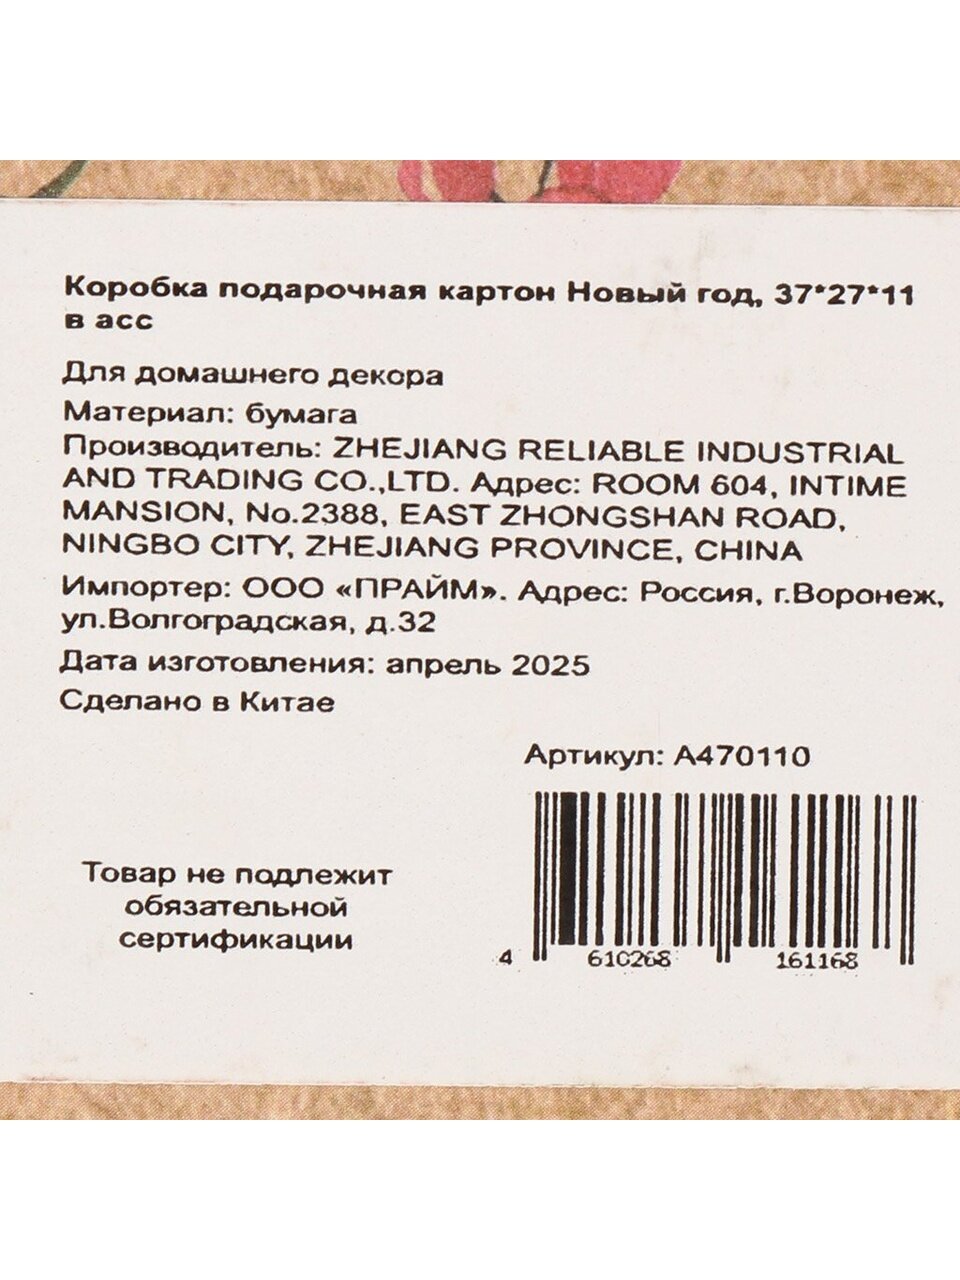 Коробка подарочная картон Новый год, 37*27*11
в асс
Для домашнего декора
Материал: бумага
Производитель: ZHEJIANG RELIABLE INDUSTRIAL
AND TRADING CO.,LTD. Адрес: ROOM 604, INTIME
MANSION, No.2388, EAST ZHONGSHAN ROAD,
NINGBO CITY, ZHEJIANG PROVINCE, CHINA
Импортер: ООО «ПРАЙМ». Адрес: Россия, г.Воронеж,
ул.Волгоградская, д.32
Дата изготовления: апрель 2025
Сделано в Китае
Артикул: А470110
Товар не подлежит
обязательной
сертификации
4 610268 161168